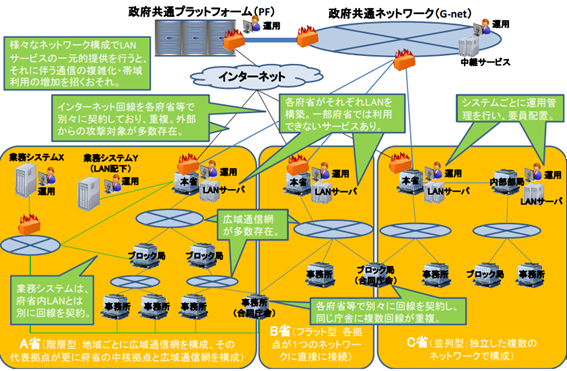 政府共通プラットフォーム(PF)
政府共通ネットワーク(G-net)
運用
運用
中継サービス
様々なネットワーク構成でLAN
サービスの一元的提供を行うと、
それに伴う通信の複雑化・帯域
利用の増加を招くおそれ。
インターネット
インターネット回線を各府省等で
別々に契約しており、重複。外部
からの攻撃対象が多数存在。
各府省がそれぞれLANを
構築。一部府省では利用
できないサービスあり。
システムごとに運用管
理を行い、要員配置。
業務システムX
運用
業務システムY
(LAN配下)
運用
本省
運用
LANサーバ
本省
運用
LANサーバ
本省
運用
LANサーバ
内部部局
運用
LANサーバ
広域通信網
が多数存在。
ブロック局
ブロック局
ブロック局
(合同庁舎)
業務システムは、
府省内LANとは
別に回線を契約。
事務所
事務所
事務所
事務所
(合同庁舎)
事務所
事務所
事務所
各府省等で別々に回線を契約し、
同じ庁舎に複数回線が重複。
A省(階層型:地域ごとに広域通信網を構成、その
代表拠点が更に府省の中核拠点と広域通信網を構成)
B省(フラット型:各拠
点が1つのネットワーク
に直接に接続)
C省(並列型:独立した複数の
ネットワークで構成)